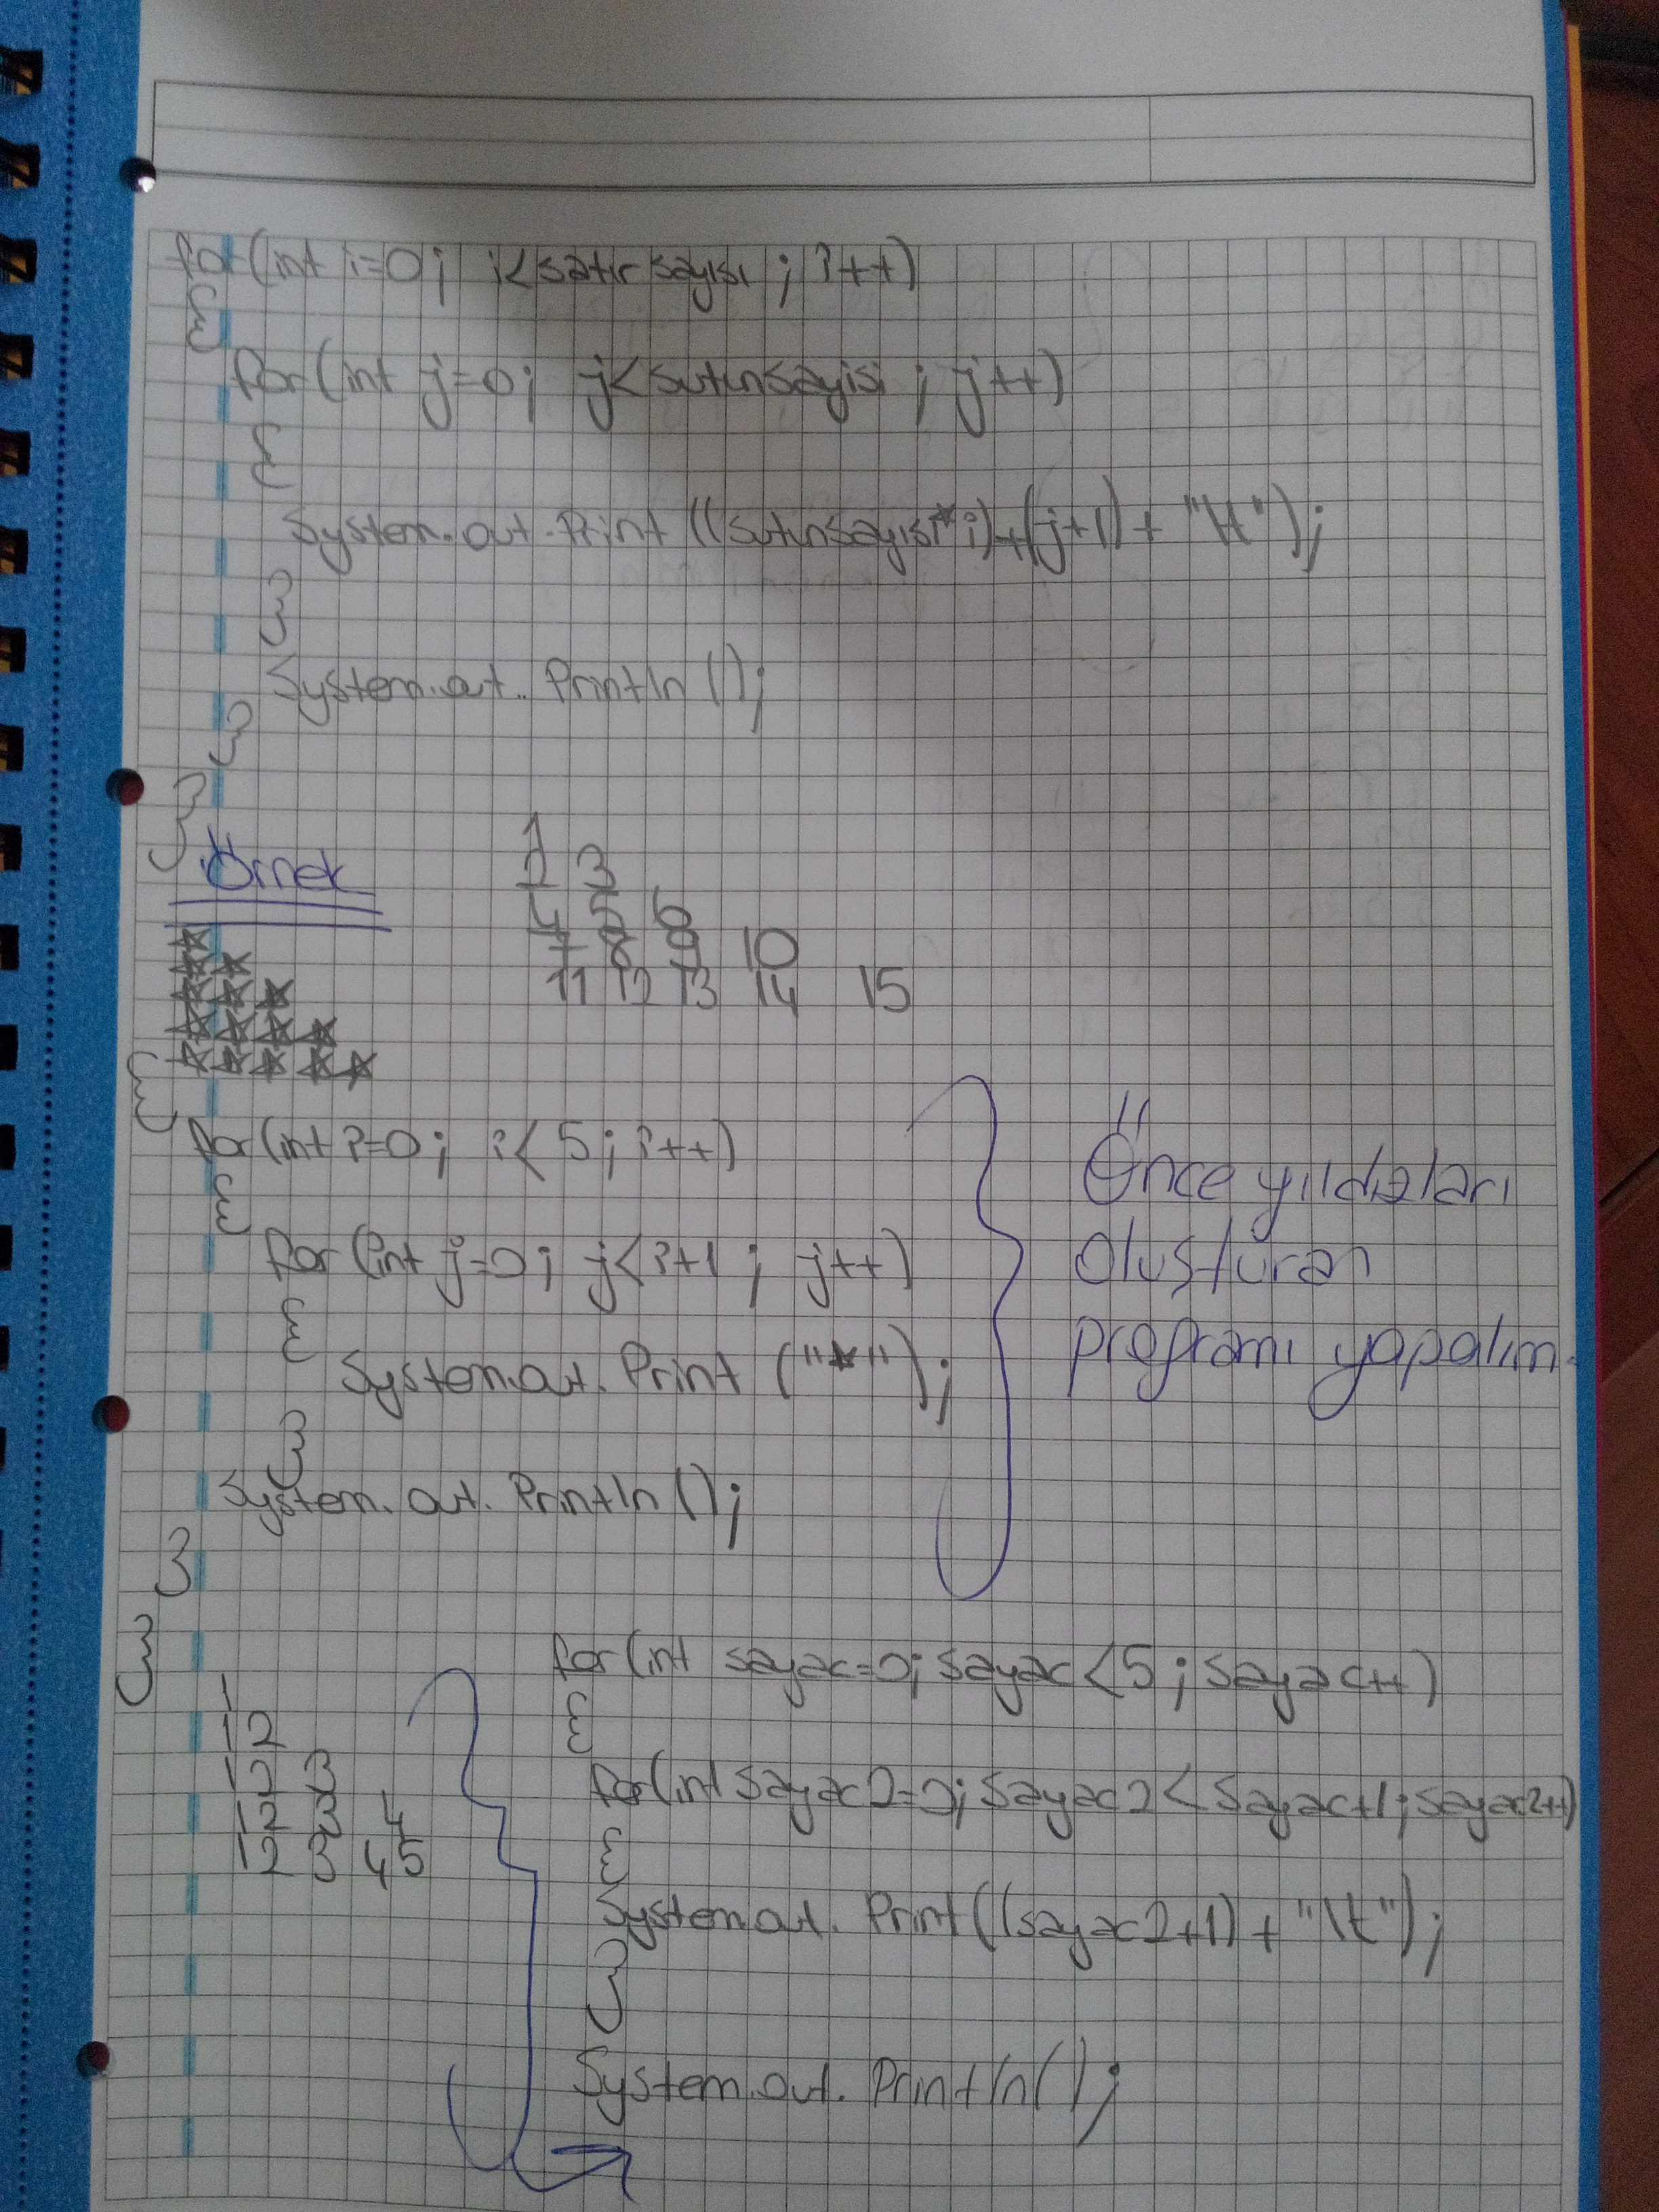 for(int i=0; i<satırsayısı; i++)
{
for(int j=0; j<sutunsayisi; j++)
{
System.out.Print((sutunsayısı*i)+(j+1)+"\t");
}
System.out.Println();
}
}
Örnek
1
2 3
4 5 6
7 8 9 10
11 12 13 14 15
*
**
***
****
*****
{
for(int i=0; i<5; i++)
{
for(int j=0; j<i+1; j++)
{
System.out.Print("*");
}
System.out.Println();
}
}
Önce yıldızları
oluşturan
programı yapalım.
1
1 2
1 2 3
1 2 3 4
1 2 3 4 5
for(int sayac=0; sayac<5; sayac++)
{
for(int sayac2=0; sayac2<sayac+1; sayac2++)
{
System.out.Print((sayac2+1)+"\t");
}
System.out.Println();